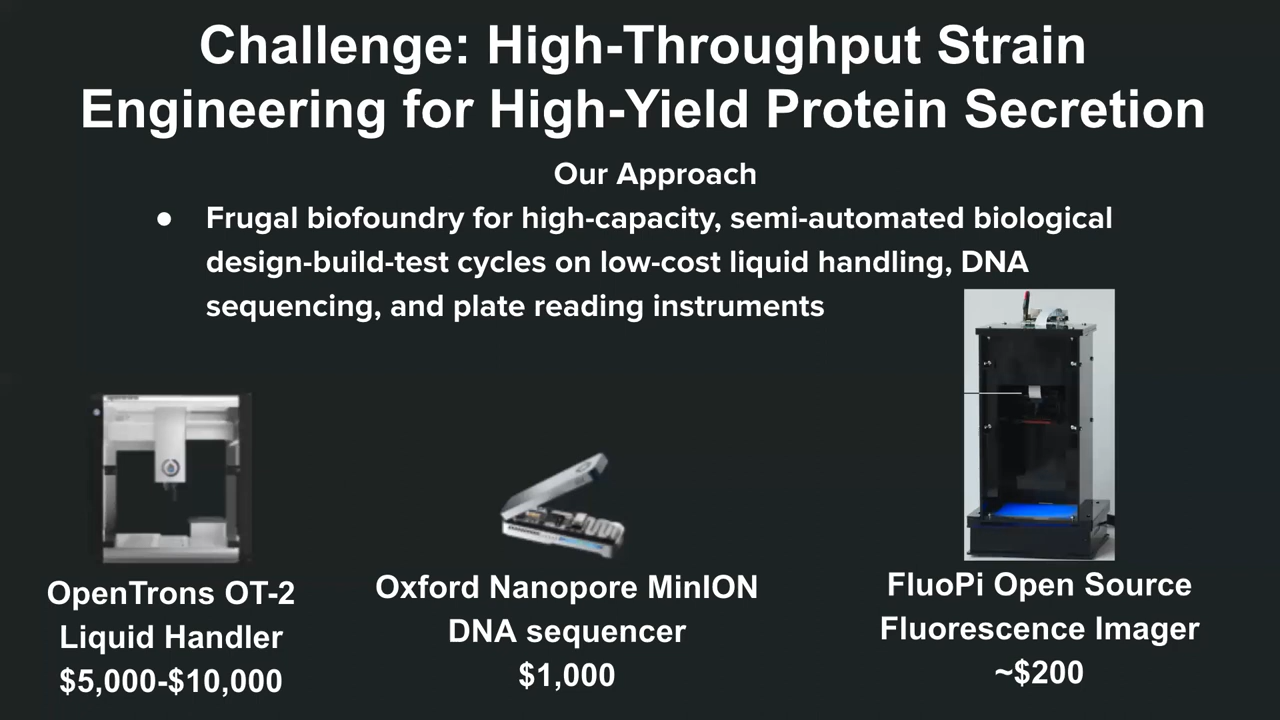 Challenge: High-Throughput Strain
Engineering for High-Yield Protein Secretion
Our Approach
● Frugal biofoundry for high-capacity, semi-automated biological
design-build-test cycles on low-cost liquid handling, DNA
sequencing, and plate reading instruments
OpenTrons OT-2
Liquid Handler
$5,000-$10,000
Oxford Nanopore MinION
DNA sequencer
$1,000
FluoPi Open Source
Fluorescence Imager
~$200